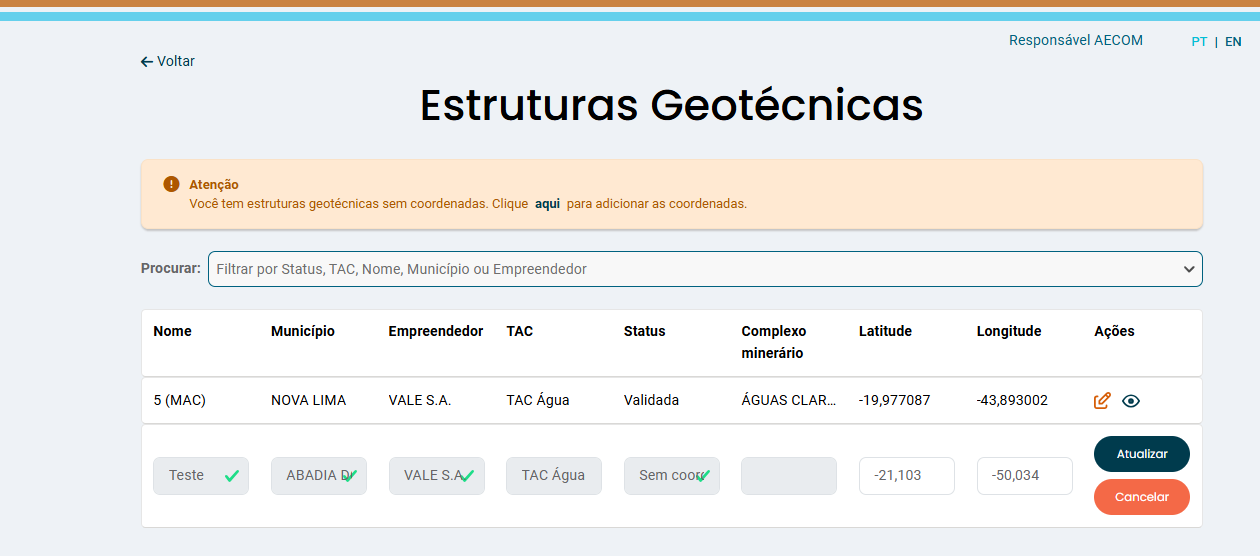 Responsável AECOM
PT | EN
Voltar
Estruturas Geotécnicas
Atenção
Você tem estruturas geotécnicas sem coordenadas. Clique aqui para adicionar as coordenadas.
Procurar: Filtrar por Status, TAC, Nome, Município ou Empreendedor
Nome Município Empreendedor TAC Status Complexo minerário Latitude Longitude Ações
5 (MAC) NOVA LIMA VALE S.A. TAC Água Validada ÁGUAS CLAR... -19,977087 -43,893002
Teste ABADIA VALE S.A. TAC Água Sem -21,103 -50,034
Atualizar
Cancelar